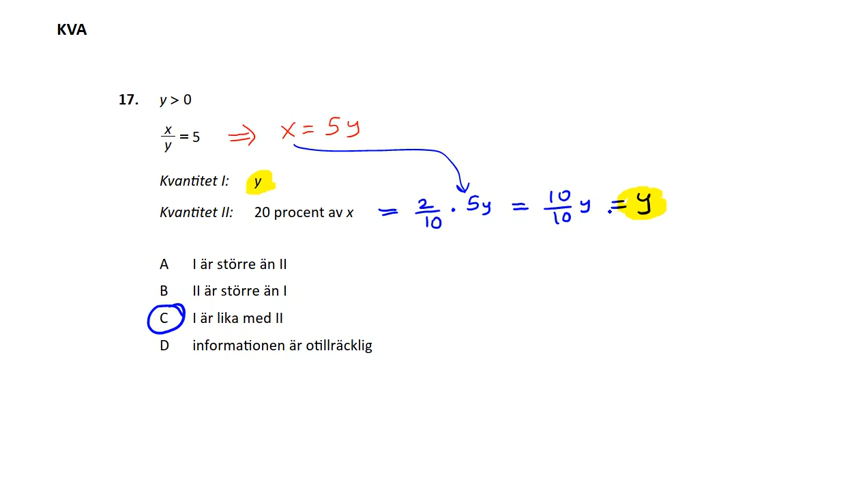 KVA
17. y > 0
x/y = 5 ⇒ x = 5y
Kvantitet I: y
Kvantitet II: 20 procent av x = 2/10 · 5y = 10/10 y = y
A I är större än II
B II är större än I
C I är lika med II
D informationen är otillräcklig